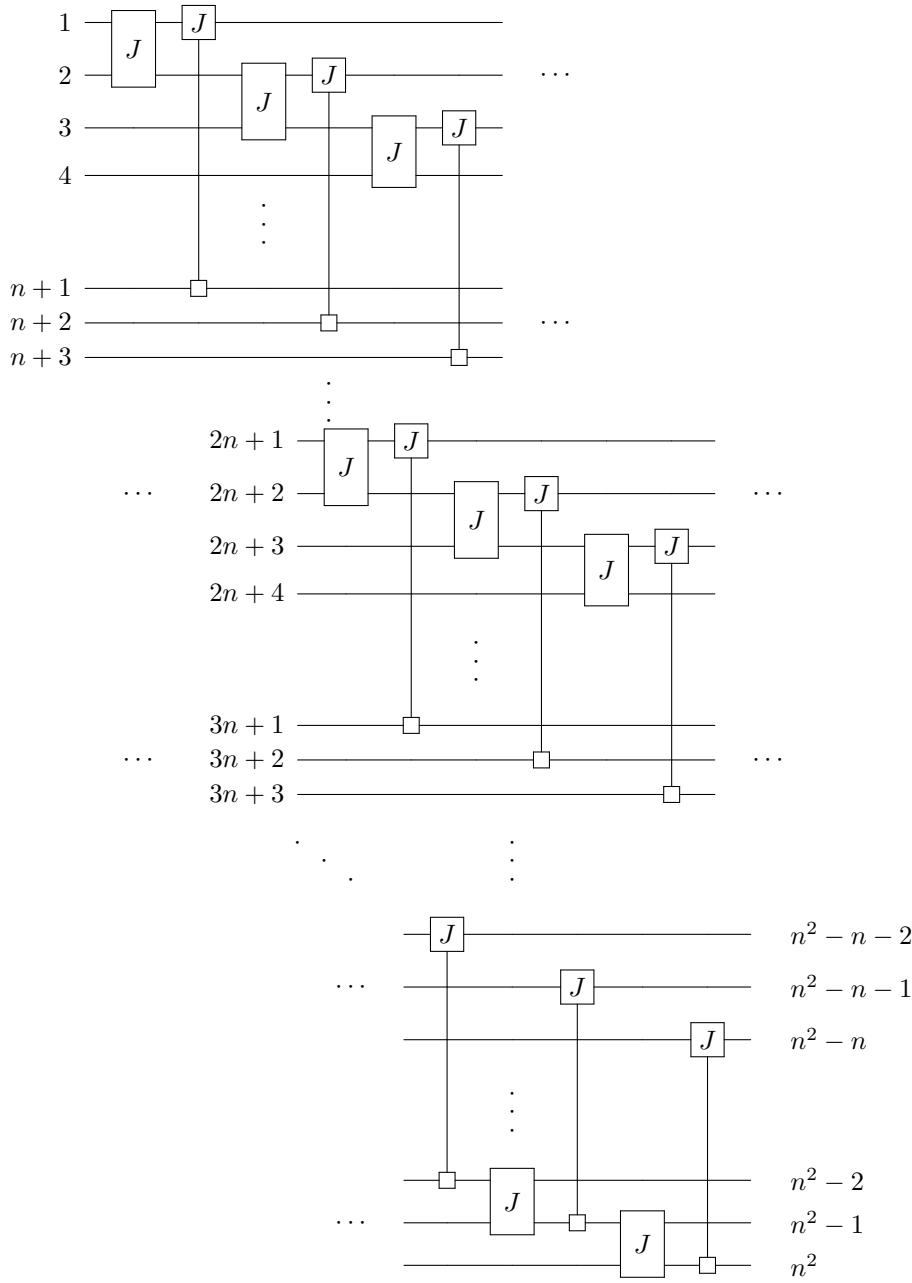 1 J J
2 J J ···
3 J J
4
n + 1
n + 2 ···
n + 3
2n + 1 J J
··· 2n + 2 J J ···
2n + 3 J J
2n + 4
3n + 1
··· 3n + 2 ···
3n + 3
J n² − n − 2
··· J n² − n − 1
J n² − n
J n² − 2
··· J n² − 1
n²